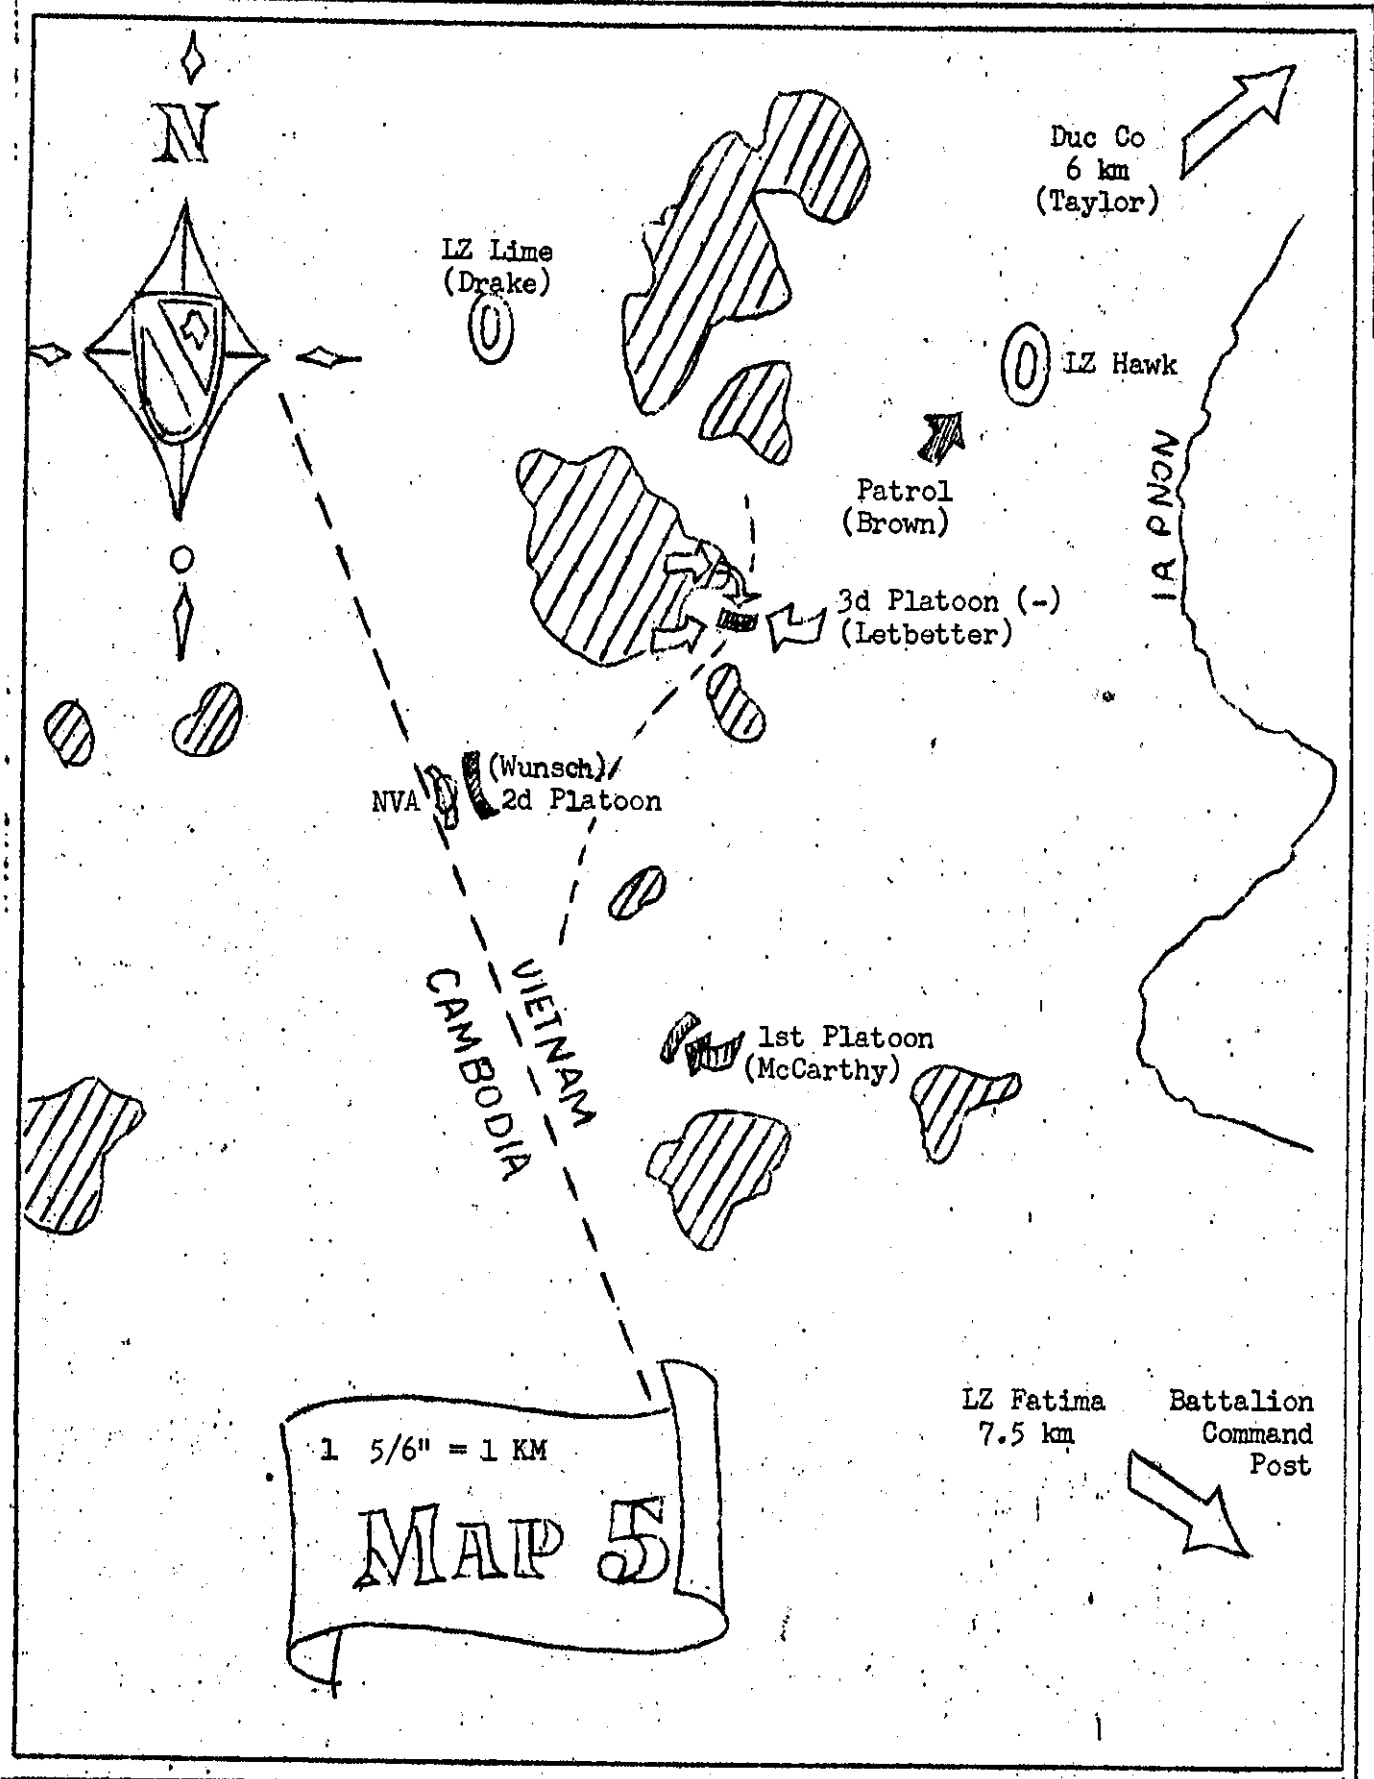 N
Duc Co
6 km
(Taylor)
LZ Lime
(Drake)
LZ Hawk
IA PNON
Patrol
(Brown)
3d Platoon (-)
(Letbetter)
(Wunsch)/
NVA 2d Platoon
VIETNAM
CAMBODIA
1st Platoon
(McCarthy)
LZ Fatima
7.5 km
Battalion
Command
Post
1 5/6" = 1 KM
MAP 5